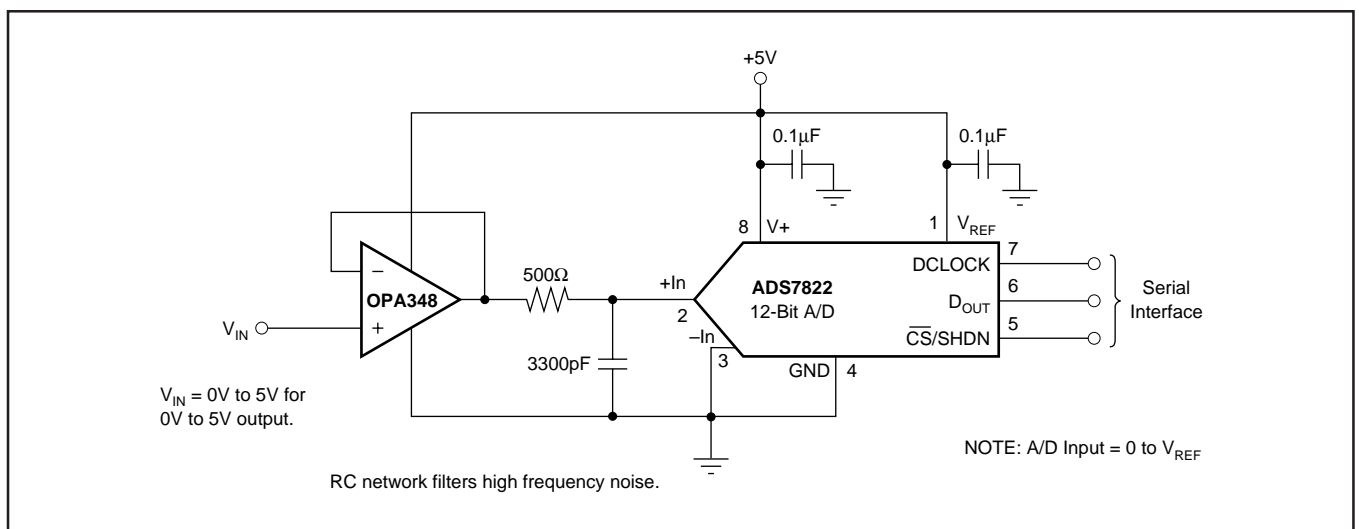 +5V
0.1µF
0.1µF
8
V+
1
V_REF
7
DCLOCK
500Ω
+In
ADS7822
6
Serial
OPA348
D_OUT
Interface
12-Bit A/D
2
V_IN
–
+
–In
5
CS/SHDN
3
3300pF
GND
4
V_IN = 0V to 5V for
0V to 5V output.
NOTE: A/D Input = 0 to V_REF
RC network filters high frequency noise.